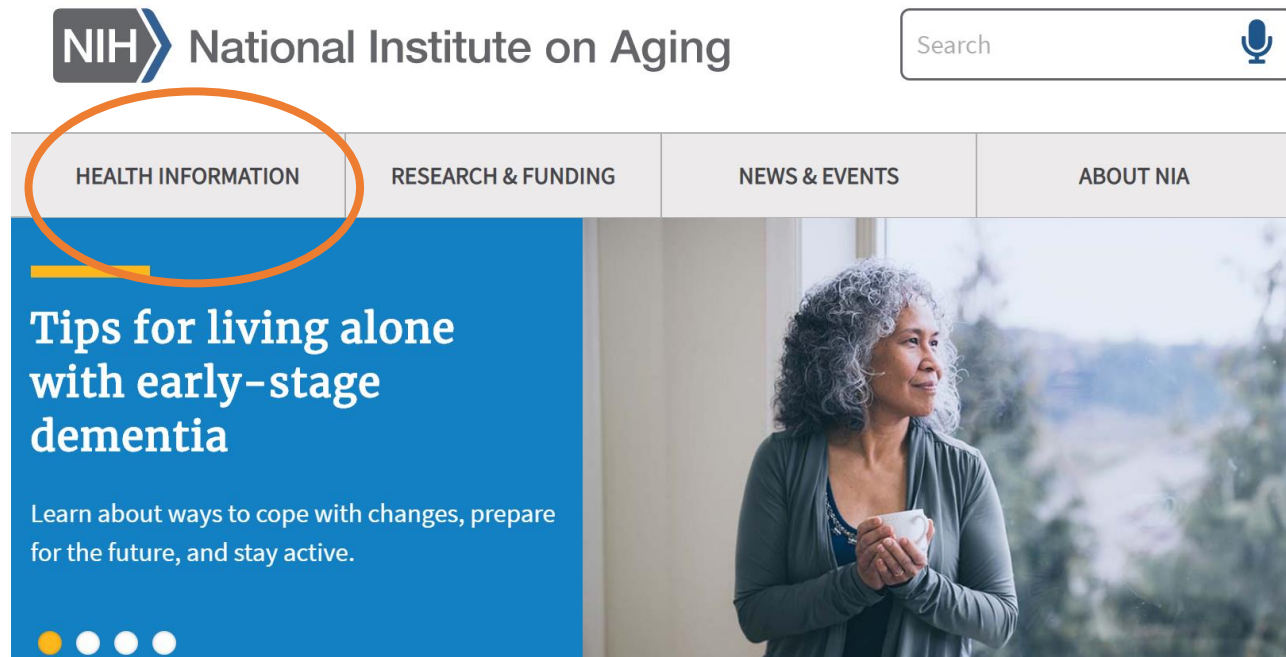 NIH National Institute on Aging
Search
HEALTH INFORMATION
RESEARCH & FUNDING
NEWS & EVENTS
ABOUT NIA
Tips for living alone
with early-stage
dementia
Learn about ways to cope with changes, prepare
for the future, and stay active.